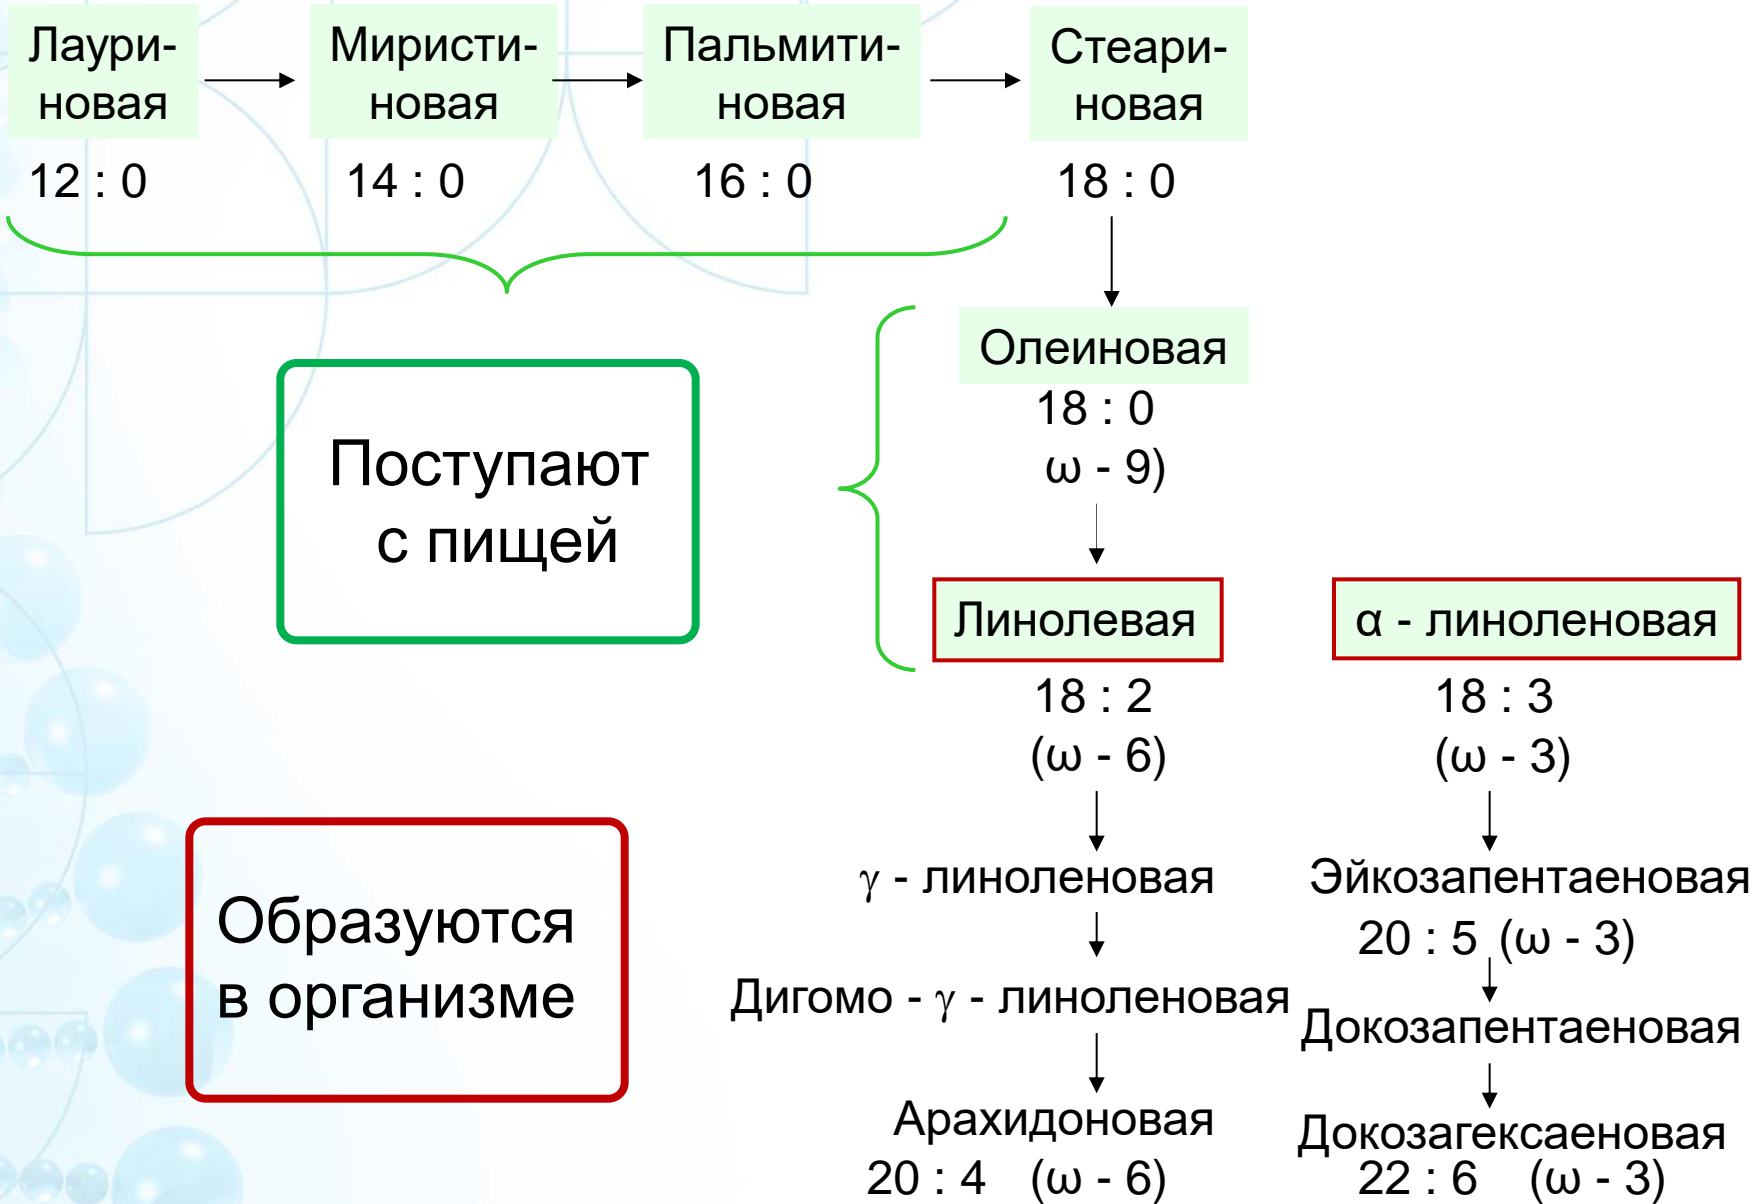 Лаури-
новая
12 : 0
Миристи-
новая
14 : 0
Пальмити-
новая
16 : 0
Стеари-
новая
18 : 0
Олеиновая
18 : 0
ω - 9)
Поступают
с пищей
Линолевая
18 : 2
(ω - 6)
α - линоленовая
18 : 3
(ω - 3)
Образуются
в организме
γ - линоленовая
Дигомо - γ - линоленовая
Арахидоновая
20 : 4 (ω - 6)
Эйкозапентаеновая
20 : 5 (ω - 3)
Докозапентаеновая
Докозагексаеновая
22 : 6 (ω - 3)